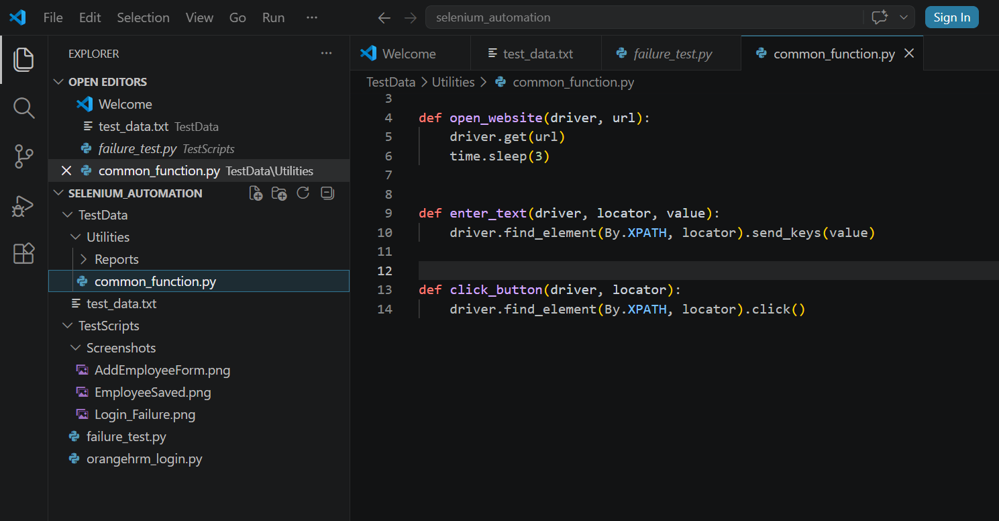 File Edit Selection View Go Run ... selenium_automation Sign In
EXPLORER ...
OPEN EDITORS
Welcome
test_data.txt TestData
failure_test.py TestScripts
common_function.py TestData\Utilities
SELENIUM_AUTOMATION
TestData
Utilities
Reports
common_function.py
test_data.txt
TestScripts
Screenshots
AddEmployeeForm.png
EmployeeSaved.png
Login_Failure.png
failure_test.py
orangehrm_login.py
Welcome test_data.txt failure_test.py common_function.py
TestData > Utilities > common_function.py
3
4 def open_website(driver, url):
5     driver.get(url)
6     time.sleep(3)
7
8
9 def enter_text(driver, locator, value):
10     driver.find_element(By.XPATH, locator).send_keys(value)
11
12
13 def click_button(driver, locator):
14     driver.find_element(By.XPATH, locator).click()